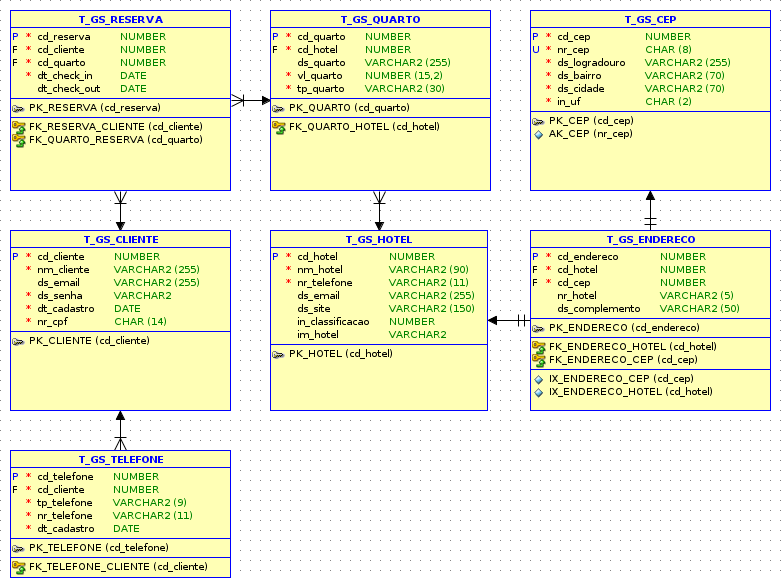 T_GS_RESERVA
P * cd_reserva NUMBER
F * cd_cliente NUMBER
F * cd_quarto NUMBER
* dt_check_in DATE
dt_check_out DATE
PK_RESERVA (cd_reserva)
FK_RESERVA_CLIENTE (cd_cliente)
FK_QUARTO_RESERVA (cd_quarto)
T_GS_QUARTO
P * cd_quarto NUMBER
F * cd_hotel NUMBER
ds_quarto VARCHAR2 (255)
* vl_quarto NUMBER (15,2)
* tp_quarto VARCHAR2 (30)
PK_QUARTO (cd_quarto)
FK_QUARTO_HOTEL (cd_hotel)
T_GS_CEP
P * cd_cep NUMBER
U * nr_cep CHAR (8)
* ds_logradouro VARCHAR2 (255)
* ds_bairro VARCHAR2 (70)
* ds_cidade VARCHAR2 (70)
* in_uf CHAR (2)
PK_CEP (cd_cep)
AK_CEP (nr_cep)
T_GS_CLIENTE
P * cd_cliente NUMBER
* nm_cliente VARCHAR2 (255)
ds_email VARCHAR2 (255)
* ds_senha VARCHAR2
* dt_cadastro DATE
* nr_cpf CHAR (14)
PK_CLIENTE (cd_cliente)
T_GS_HOTEL
P * cd_hotel NUMBER
* nm_hotel VARCHAR2 (90)
* nr_telefone VARCHAR2 (11)
ds_email VARCHAR2 (255)
ds_site VARCHAR2 (150)
in_classificacao NUMBER
im_hotel VARCHAR2
PK_HOTEL (cd_hotel)
T_GS_ENDERECO
P * cd_endereco NUMBER
F * cd_hotel NUMBER
F * cd_cep NUMBER
nr_hotel VARCHAR2 (5)
ds_complemento VARCHAR2 (50)
PK_ENDERECO (cd_endereco)
FK_ENDERECO_HOTEL (cd_hotel)
FK_ENDERECO_CEP (cd_cep)
IX_ENDERECO_CEP (cd_cep)
IX_ENDERECO_HOTEL (cd_hotel)
T_GS_TELEFONE
P * cd_telefone NUMBER
F * cd_cliente NUMBER
* tp_telefone VARCHAR2 (9)
* nr_telefone VARCHAR2 (11)
* dt_cadastro DATE
PK_TELEFONE (cd_telefone)
FK_TELEFONE_CLIENTE (cd_cliente)